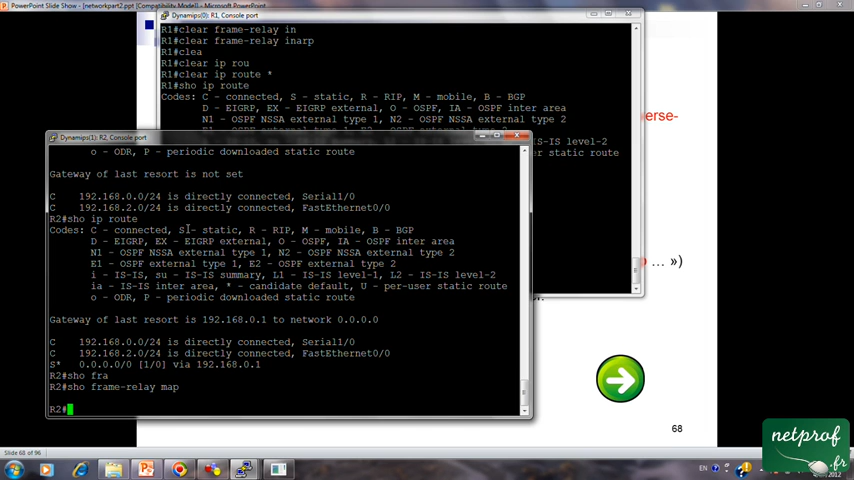 PowerPoint Slide Show - [networkpart2.ppt [Compatibility Mode] - Microsoft PowerPoint
Dynamips(0): R1, Console port
R1#clear frame-relay in
R1#clear frame-relay inarp
R1#clea
R1#clear ip rou
R1#clear ip route *
R1#sho ip route
Codes: C - connected, S - static, R - RIP, M - mobile, B - BGP
D - EIGRP, EX - EIGRP external, O - OSPF, IA - OSPF inter area
N1 - OSPF NSSA external type 1, N2 - OSPF NSSA external type 2
erse-
IS-IS level-2
er static route
Dynamips(1): R2, Console port
o - ODR, P - periodic downloaded static route
Gateway of last resort is not set
C 192.168.0.0/24 is directly connected, Serial1/0
C 192.168.2.0/24 is directly connected, FastEthernet0/0
R2#sho ip route
Codes: C - connected, S - static, R - RIP, M - mobile, B - BGP
D - EIGRP, EX - EIGRP external, O - OSPF, IA - OSPF inter area
N1 - OSPF NSSA external type 1, N2 - OSPF NSSA external type 2
E1 - OSPF external type 1, E2 - OSPF external type 2
i - IS-IS, su - IS-IS summary, L1 - IS-IS level-1, L2 - IS-IS level-2
ia - IS-IS inter area, * - candidate default, U - per-user static route
o - ODR, P - periodic downloaded static route
Gateway of last resort is 192.168.0.1 to network 0.0.0.0
C 192.168.0.0/24 is directly connected, Serial1/0
C 192.168.2.0/24 is directly connected, FastEthernet0/0
S* 0.0.0.0/0 [1/0] via 192.168.0.1
R2#sho fra
R2#sho frame-relay map
R2#
... »)
68
netprof
.fr
Slide 68 of 96
EN
2012